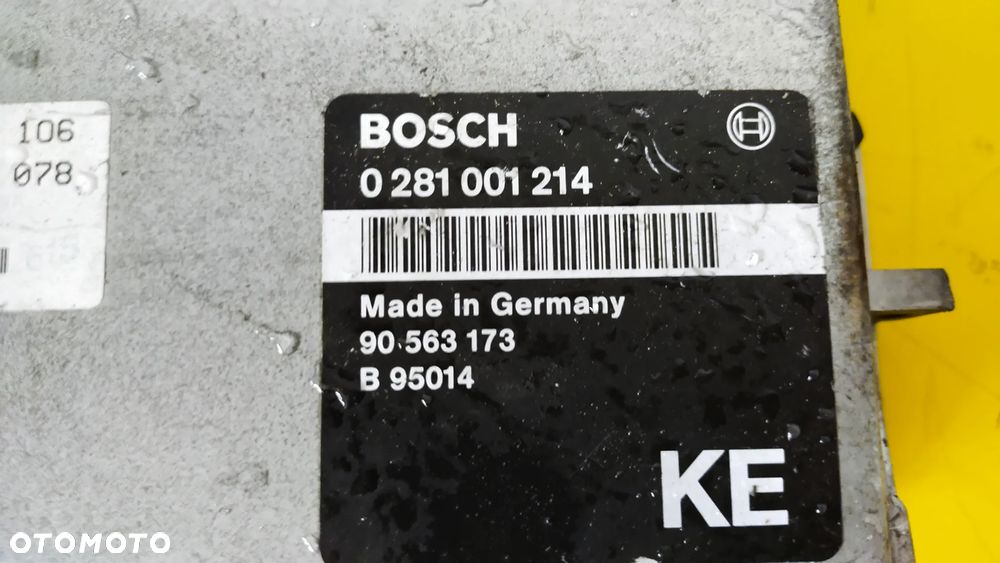 106
078
BOSCH
0 281 001 214
Made in Germany
90 563 173
B 95014
KE
OTOMOTO